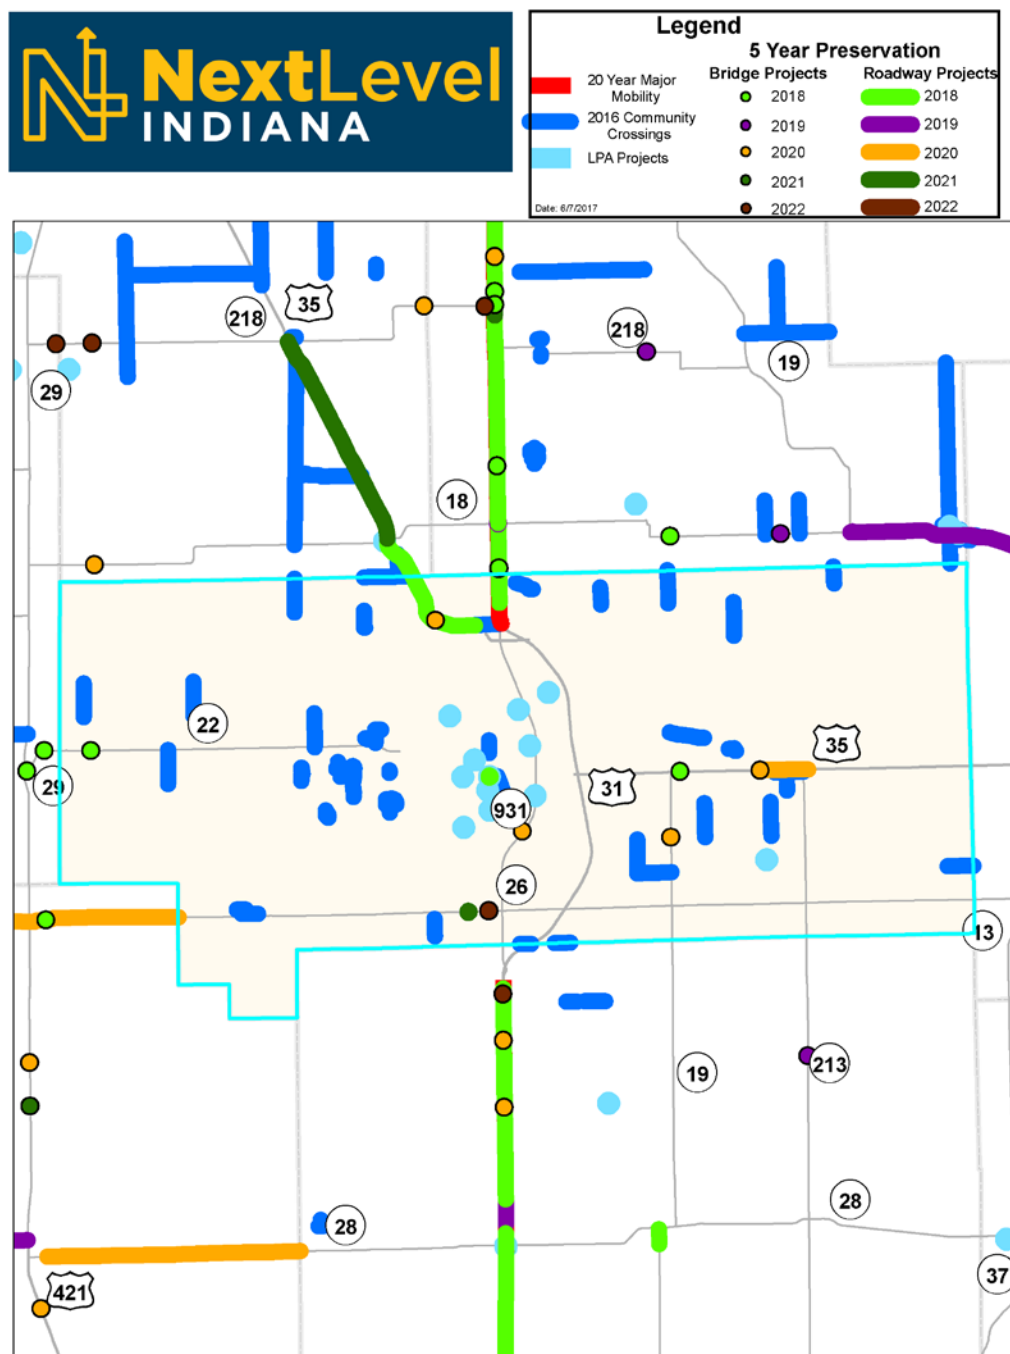 NextLevel
INDIANA
Legend
5 Year Preservation
20 Year Major
Mobility
2016 Community
Crossings
LPA Projects
Bridge Projects
2018
2019
2020
2021
2022
Roadway Projects
2018
2019
2020
2021
2022
Date: 6/7/2017
218
35
218
19
29
18
22
35
29
31
931
26
13
19
213
28
28
421
37